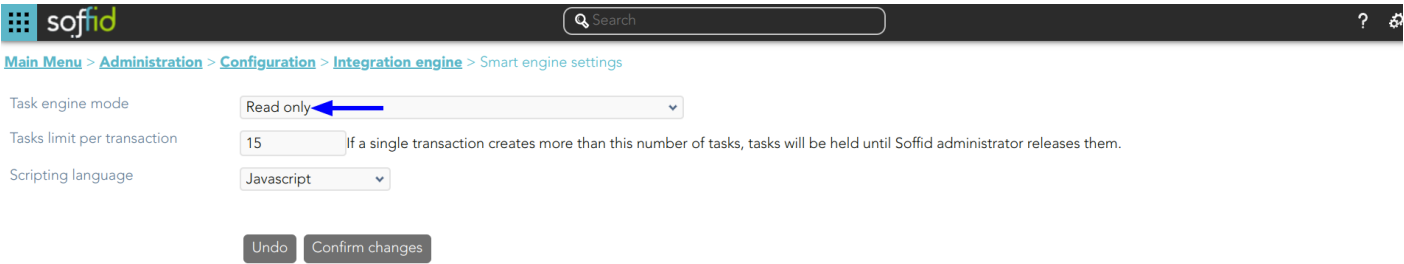 soffid
Search
?
Main Menu > Administration > Configuration > Integration engine > Smart engine settings
Task engine mode
Read only
Tasks limit per transaction
15 If a single transaction creates more than this number of tasks, tasks will be held until Soffid administrator releases them.
Scripting language
Javascript
Undo Confirm changes